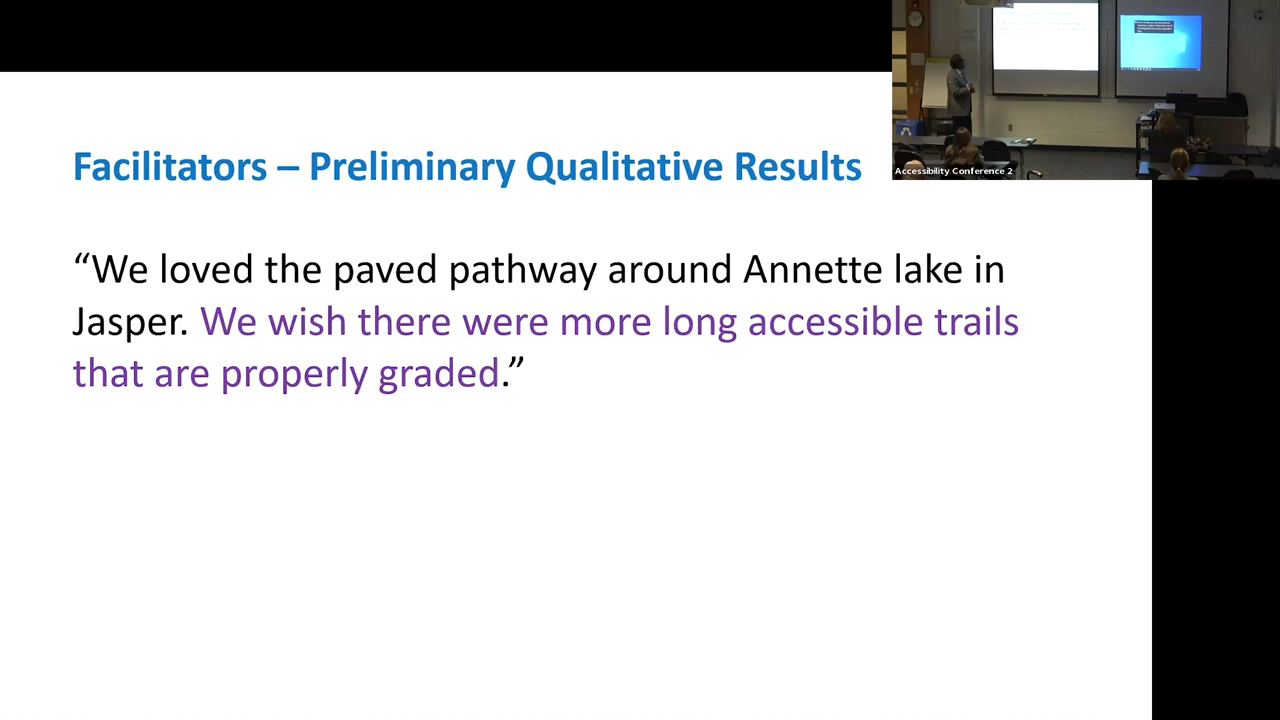 Facilitators – Preliminary Qualitative Results
“We loved the paved pathway around Annette lake in
Jasper. We wish there were more long accessible trails
that are properly graded.”
Accessibility Conference 2